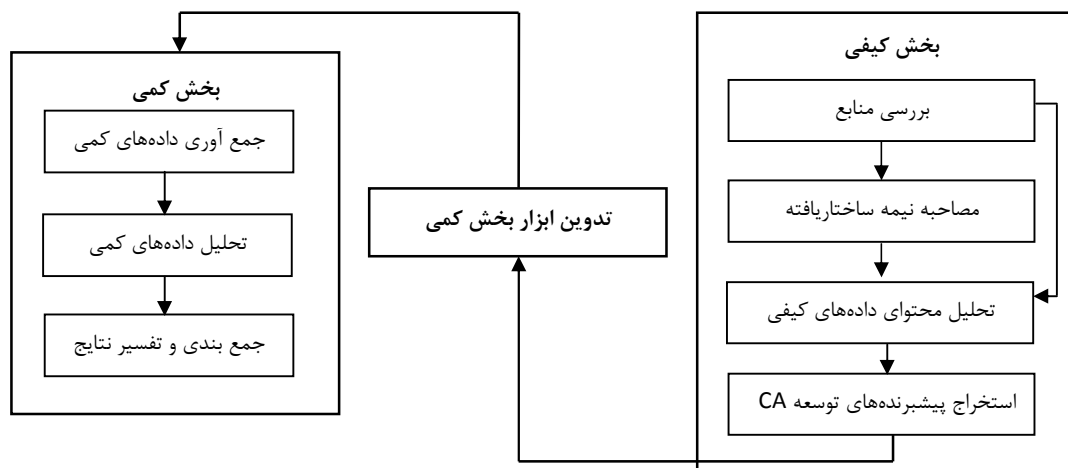 بخش کیفی
بررسی منابع
مصاحبه نیمه ساختاریافته
تحلیل محتوای داده‌های کیفی
استخراج پیشبرنده‌های توسعه CA
تدوین ابزار بخش کمی
بخش کمی
جمع آوری داده‌های کمی
تحلیل داده‌های کمی
جمع بندی و تفسیر نتایج